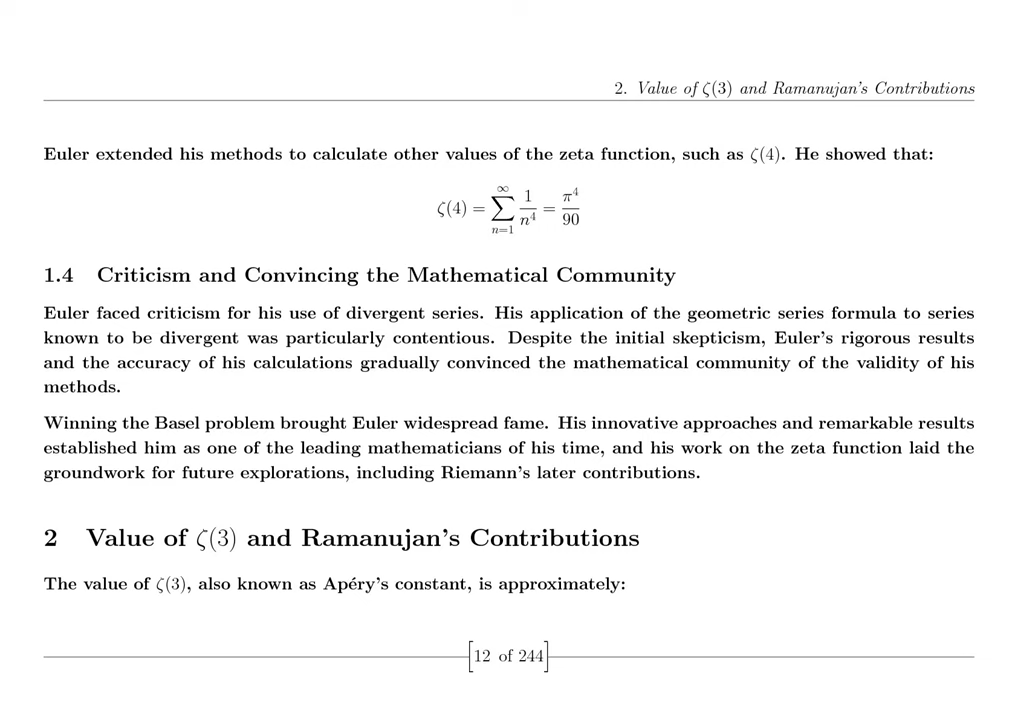 2. Value of ζ(3) and Ramanujan's Contributions
Euler extended his methods to calculate other values of the zeta function, such as ζ(4). He showed that:
ζ(4) = ∑_{n=1}^{∞} 1/n⁴ = π⁴/90
1.4 Criticism and Convincing the Mathematical Community
Euler faced criticism for his use of divergent series. His application of the geometric series formula to series
known to be divergent was particularly contentious. Despite the initial skepticism, Euler's rigorous results
and the accuracy of his calculations gradually convinced the mathematical community of the validity of his
methods.
Winning the Basel problem brought Euler widespread fame. His innovative approaches and remarkable results
established him as one of the leading mathematicians of his time, and his work on the zeta function laid the
groundwork for future explorations, including Riemann's later contributions.
2 Value of ζ(3) and Ramanujan's Contributions
The value of ζ(3), also known as Apéry's constant, is approximately:
[12 of 244]